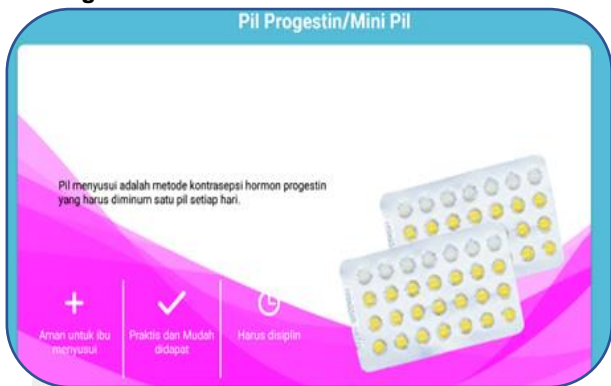 Pil Progestin/Mini Pil
Pil menyusui adalah metode kontrasepsi hormon progestin
yang harus diminum satu pil setiap hari.
Aman untuk ibu
menyusui
Praktis dan Mudah
didapat
Harus disiplin